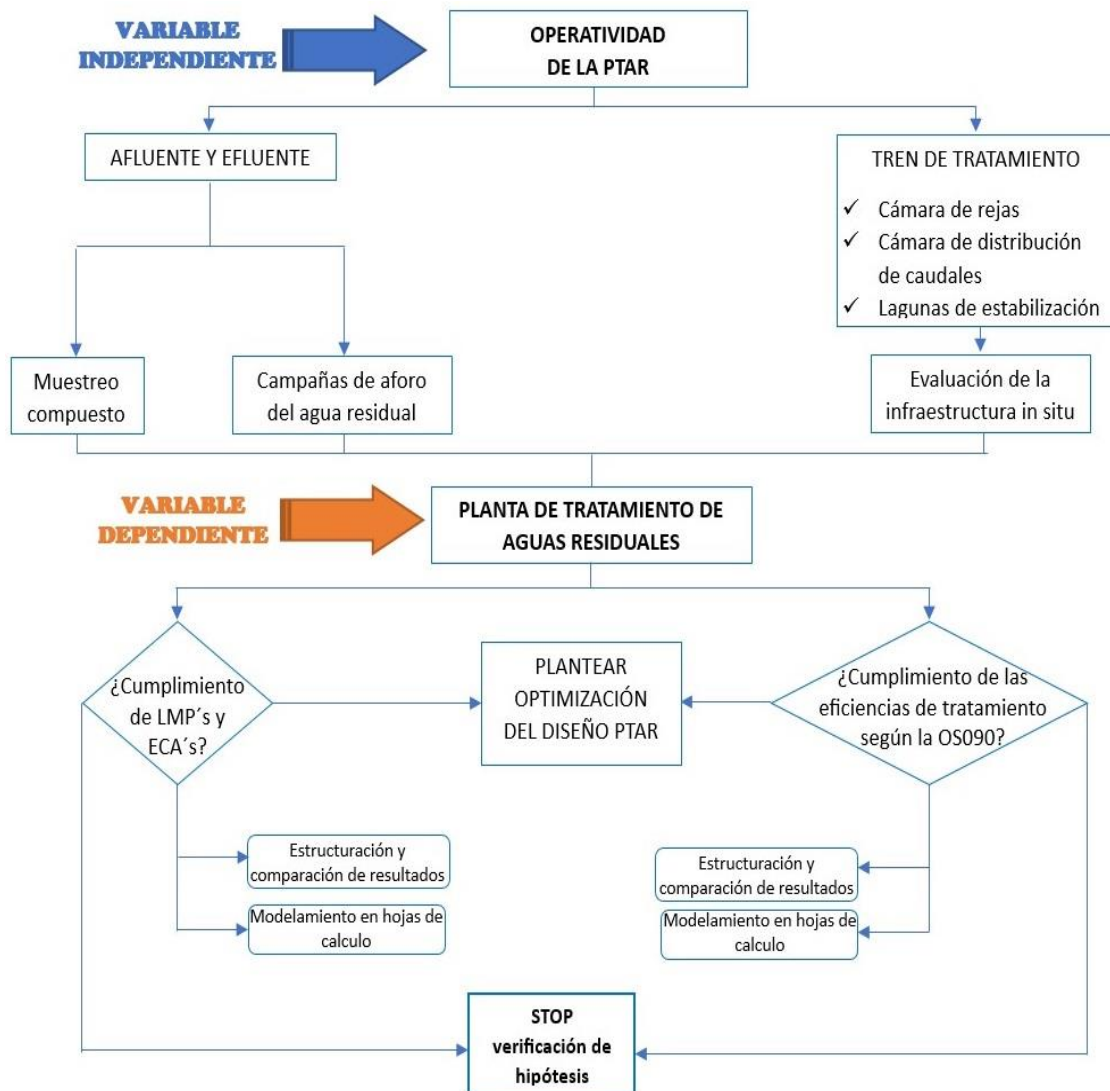 VARIABLE
INDEPENDIENTE
OPERATIVIDAD
DE LA PTAR
AFLUENTE Y EFLUENTE
TREN DE TRATAMIENTO
✓ Cámara de rejas
✓ Cámara de distribución
de caudales
✓ Lagunas de estabilización
Muestreo
compuesto
Campañas de aforo
del agua residual
Evaluación de la
infraestructura in situ
VARIABLE
DEPENDIENTE
PLANTA DE TRATAMIENTO DE
AGUAS RESIDUALES
¿Cumplimiento
de LMP´s y
ECA´s?
PLANTEAR
OPTIMIZACIÓN
DEL DISEÑO PTAR
¿Cumplimiento de las
eficiencias de tratamiento
según la OS090?
Estructuración y
comparación de resultados
Modelamiento en hojas de
calculo
Estructuración y
comparación de resultados
Modelamiento en hojas de
calculo
STOP
verificación de
hipótesis